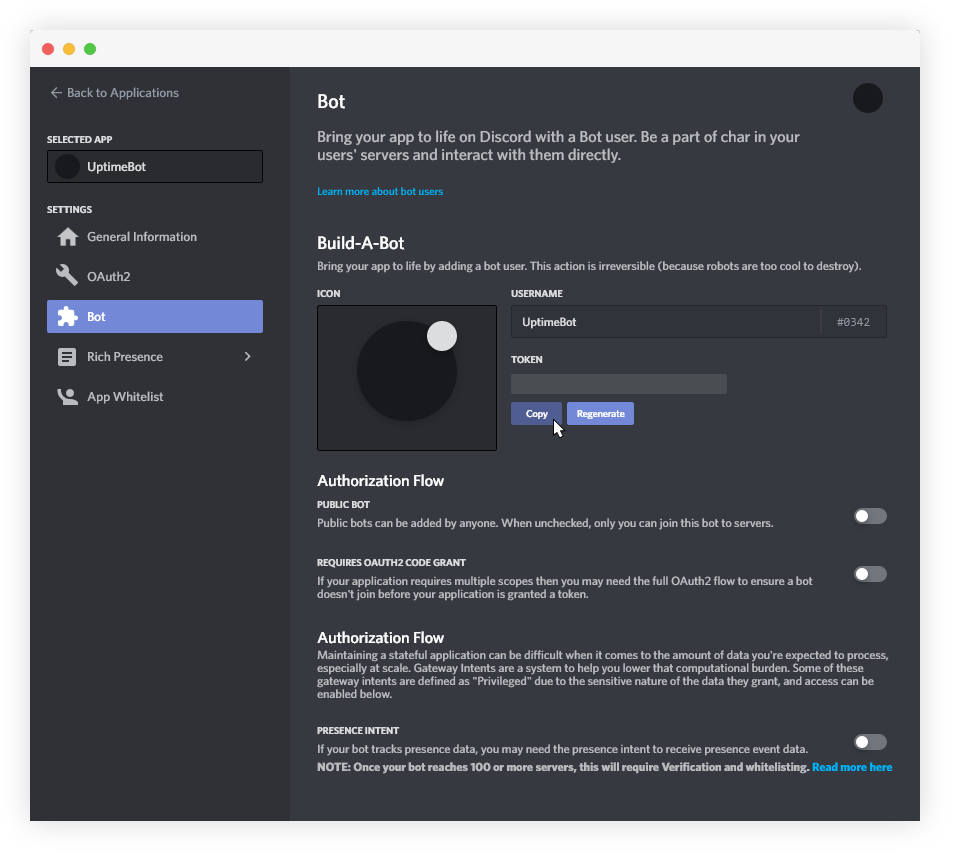 Back to Applications
SELECTED APP
UptimeBot
SETTINGS
General Information
OAuth2
Bot
Rich Presence
App Whitelist
Bot
Bring your app to life on Discord with a Bot user. Be a part of char in your
users' servers and interact with them directly.
Learn more about bot users
Build-A-Bot
Bring your app to life by adding a bot user. This action is irreversible (because robots are too cool to destroy).
ICON
USERNAME
UptimeBot #0342
TOKEN
Copy Regenerate
Authorization Flow
PUBLIC BOT
Public bots can be added by anyone. When unchecked, only you can join this bot to servers.
REQUIRES OAUTH2 CODE GRANT
If your application requires multiple scopes then you may need the full OAuth2 flow to ensure a bot
doesn't join before your application is granted a token.
Authorization Flow
Maintaining a stateful application can be difficult when it comes to the amount of data you're expected to process,
especially at scale. Gateway Intents are a system to help you lower that computational burden. Some of these
gateway intents are defined as "Privileged" due to the sensitive nature of the data they grant, and access can be
enabled below.
PRESENCE INTENT
If your bot tracks presence data, you may need the presence intent to receive presence event data.
NOTE: Once your bot reaches 100 or more servers, this will require Verification and whitelisting. Read more here